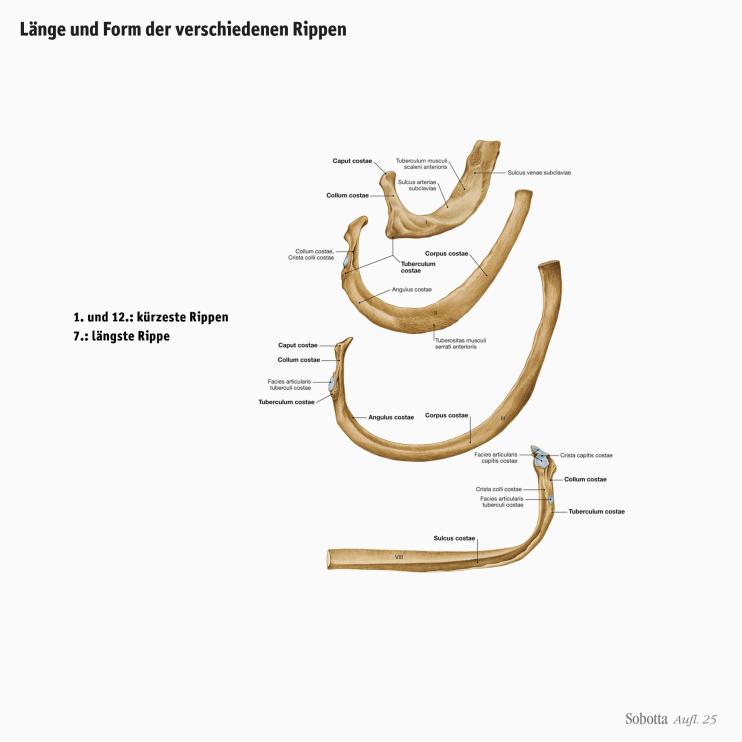 Länge und Form der verschiedenen Rippen
Caput costae
Tuberculum musculi
scaleni anterioris
Sulcus venae subclaviae
Sulcus arteriae
subclaviae
Collum costae
I
Collum costae,
Crista colli costae
Corpus costae
Tuberculum
costae
Angulus costae
II
1. und 12.: kürzeste Rippen
7.: längste Rippe
Tuberositas musculi
serrati anterioris
Caput costae
Collum costae
Facies articularis
tuberculi costae
Tuberculum costae
Angulus costae
Corpus costae
III
Facies articularis
capitis costae
Crista capitis costae
Collum costae
Crista colli costae
Facies articularis
tuberculi costae
Tuberculum costae
Sulcus costae
VIII
Sobotta Aufl. 25